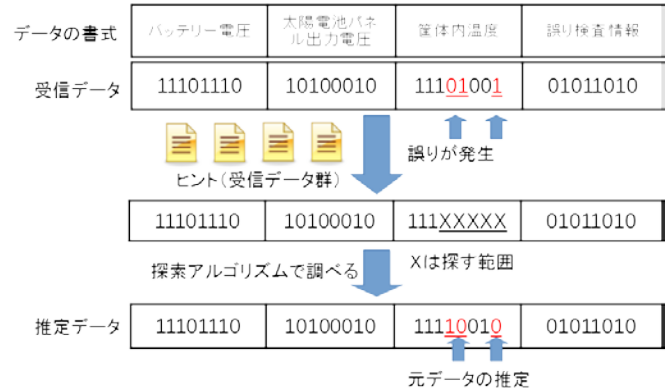 データの書式 バッテリー電圧 太陽電池パネ 筐体内温度 誤り検査情報
ル出力電圧
受信データ 11101110 10100010 11101001 01011010
誤りが発生
ヒント(受信データ群)
11101110 10100010 111XXXXX 01011010
探索アルゴリズムで調べる Xは探す範囲
推定データ 11101110 10100010 11110010 01011010
元データの推定